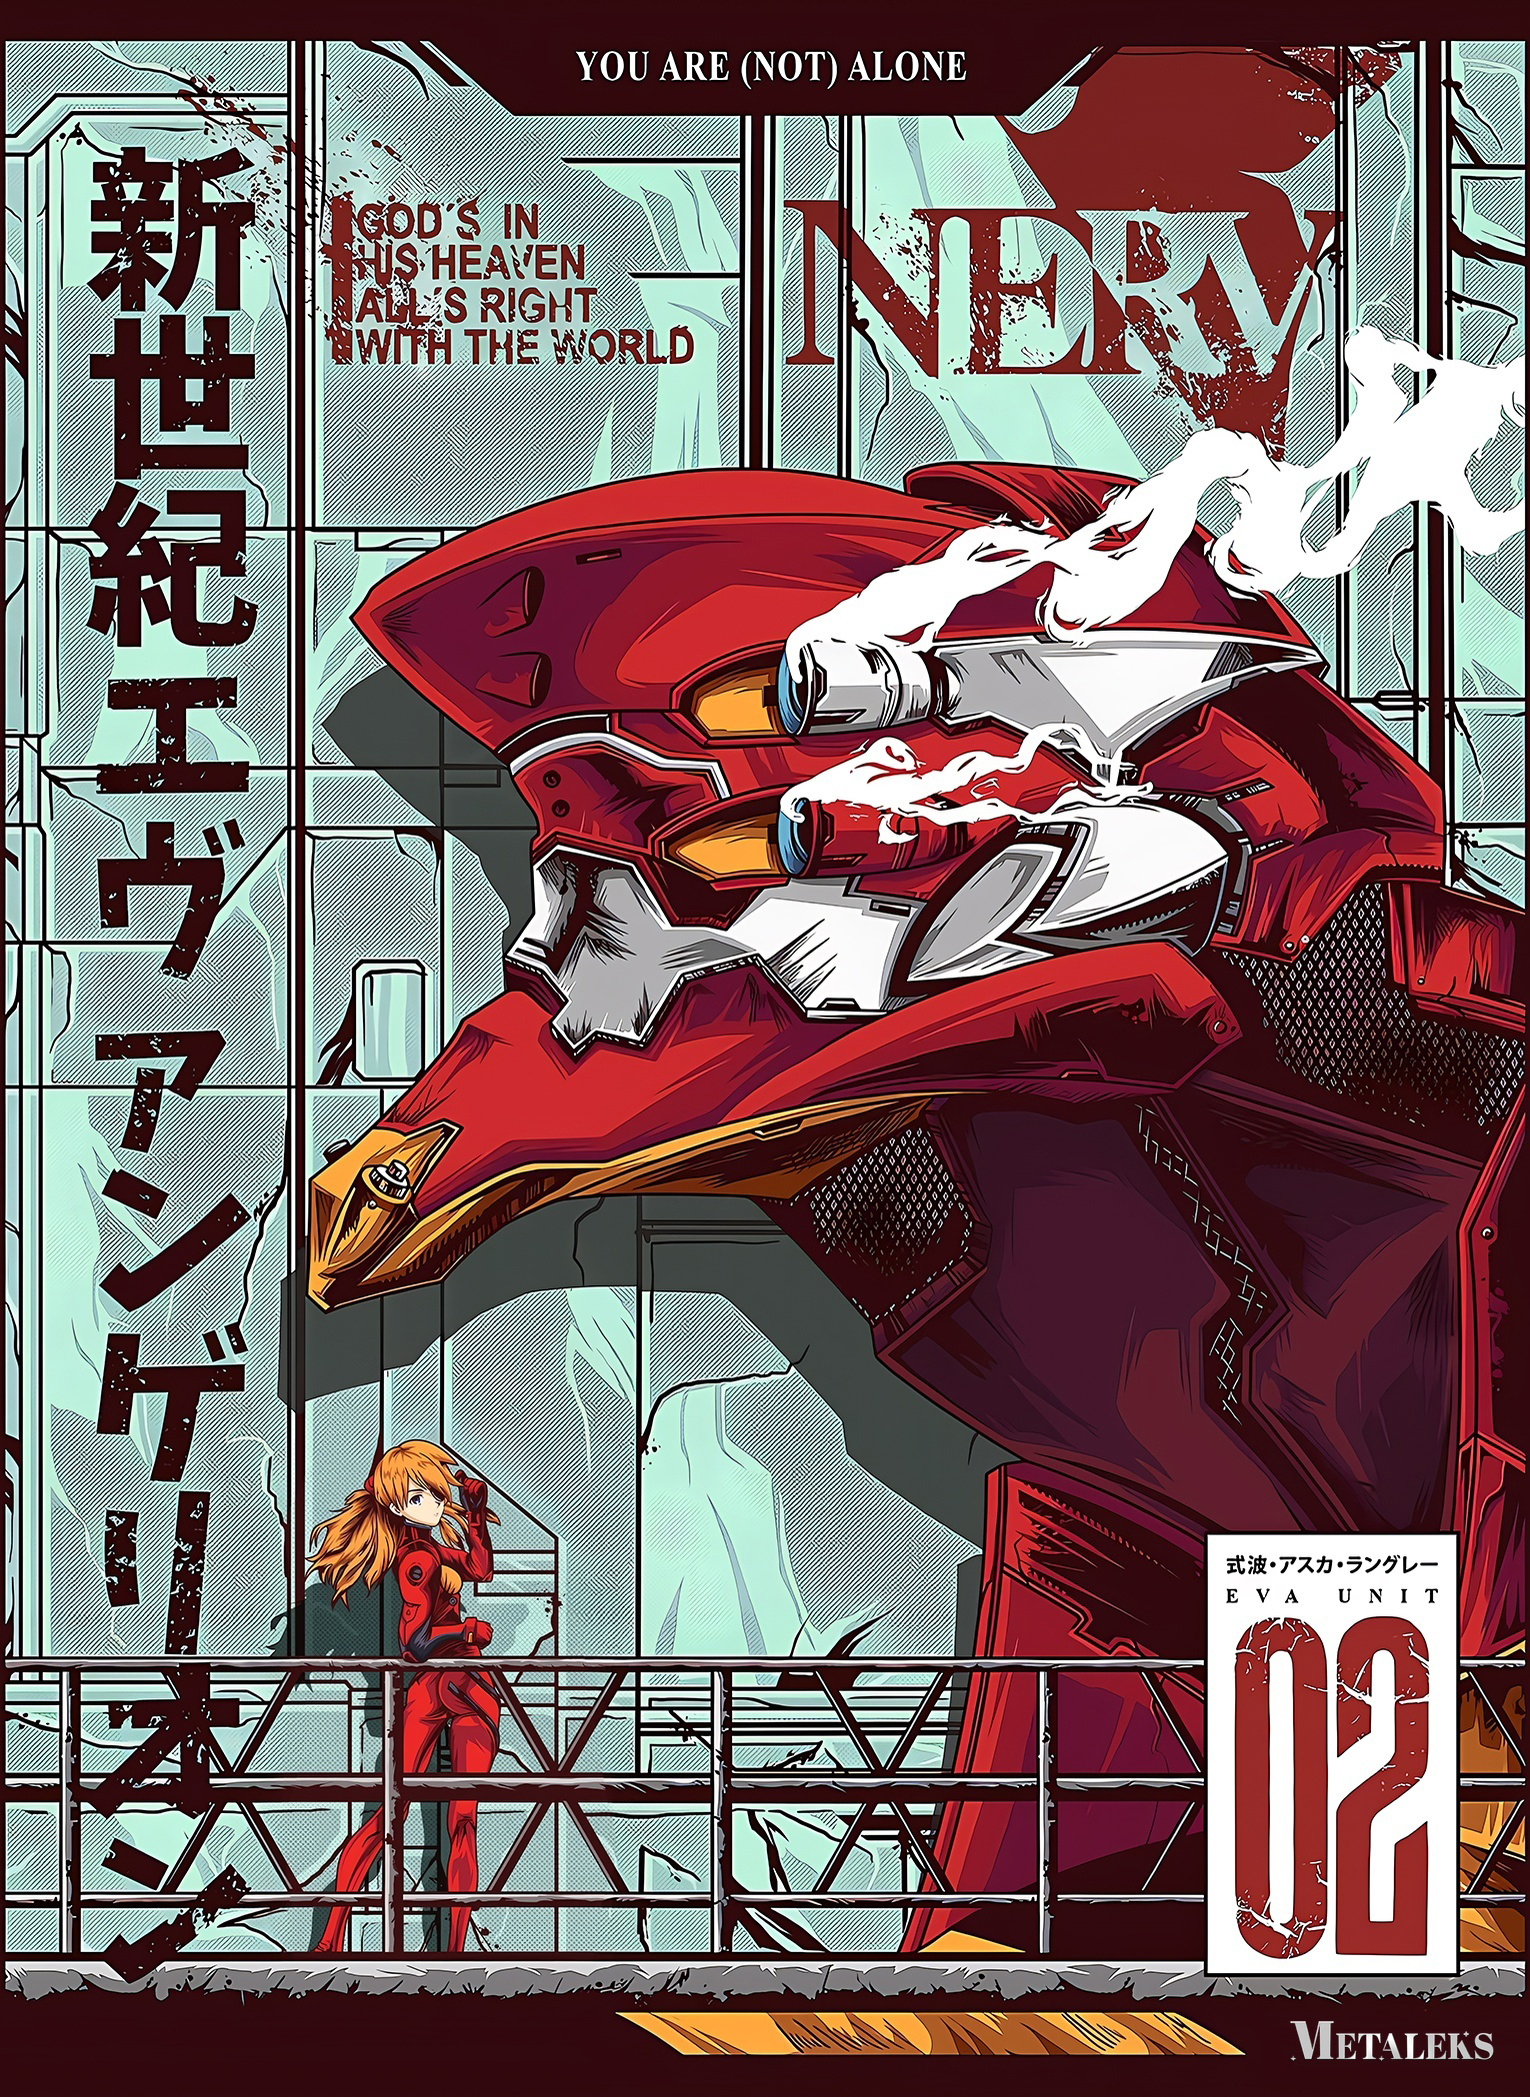 YOU ARE (NOT) ALONE
新世紀エヴァンゲリオン
GOD'S IN
HIS HEAVEN
ALL'S RIGHT
WITH THE WORLD
NERV
式波・アスカ・ラングレー
EVA UNIT
02
METALEKS